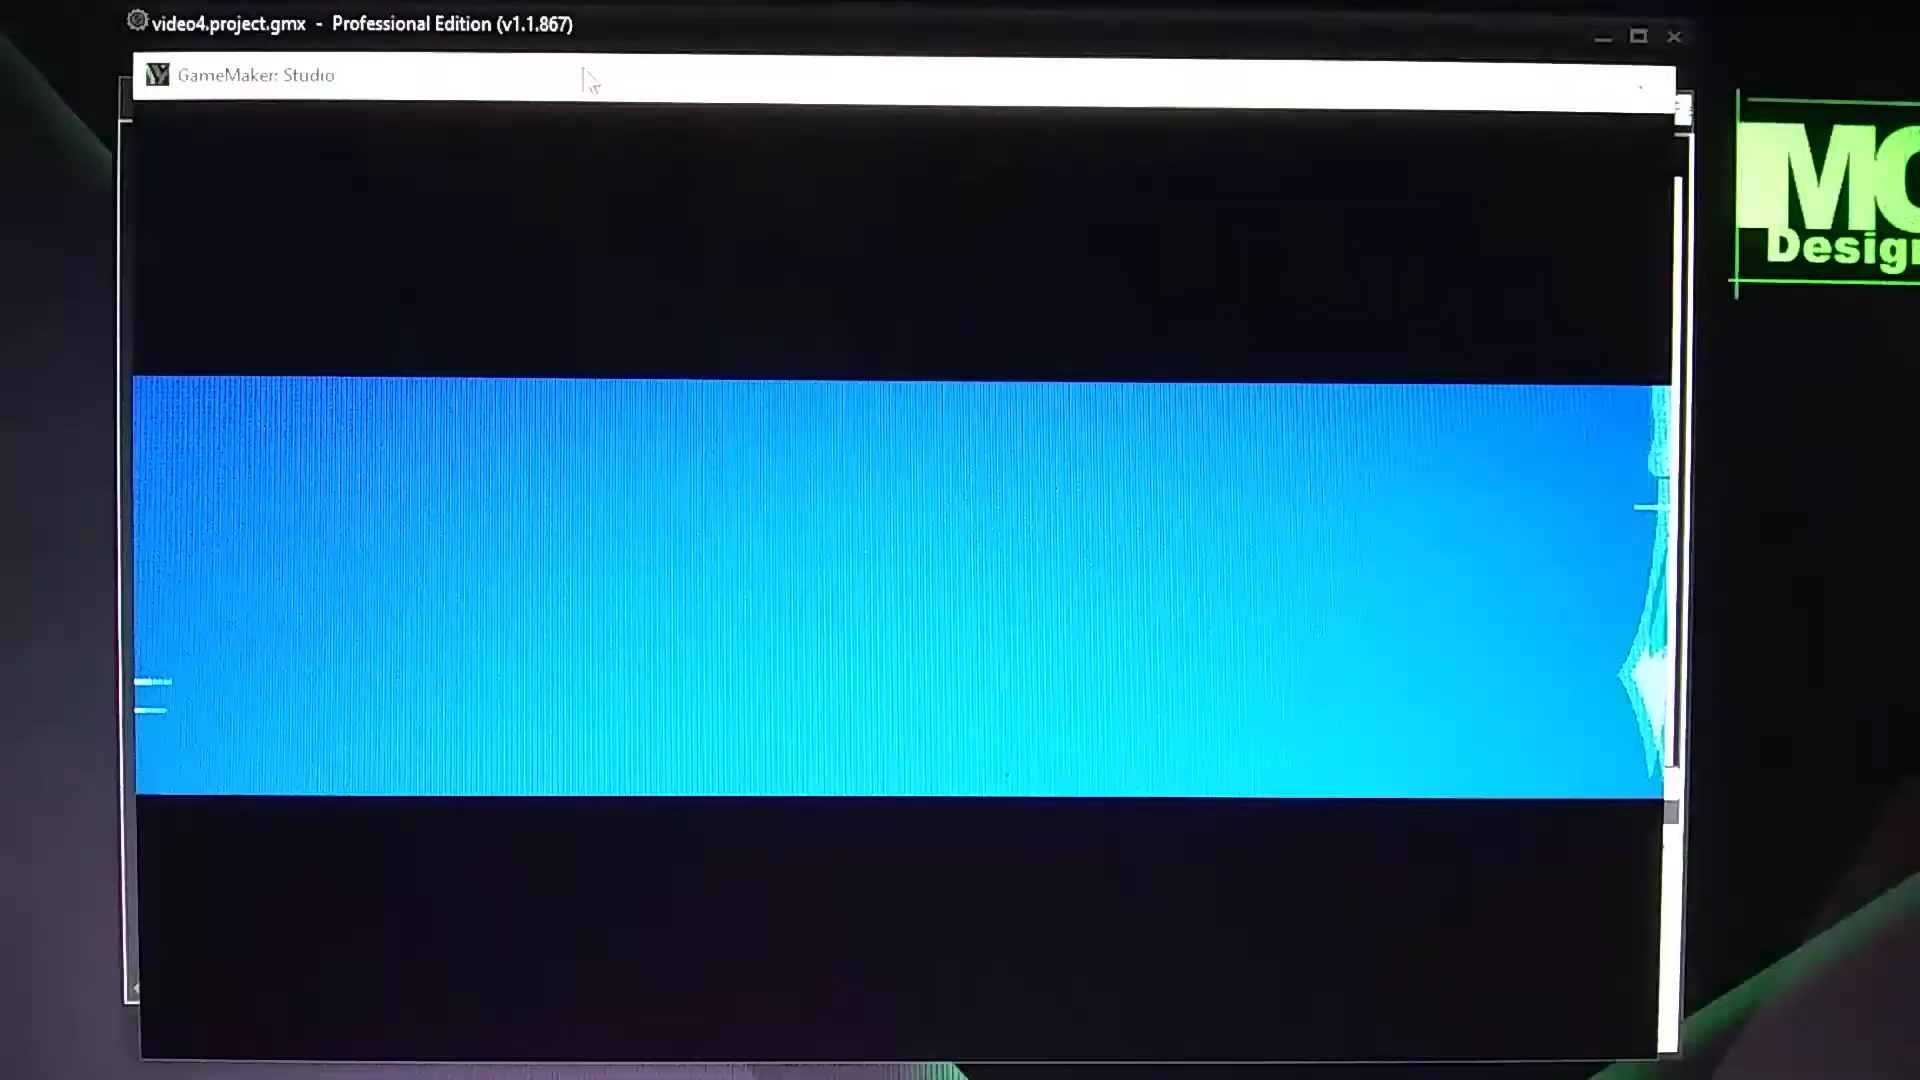 video4.project.gmx - Professional Edition (v1.1.867)
GameMaker: Studio
Design